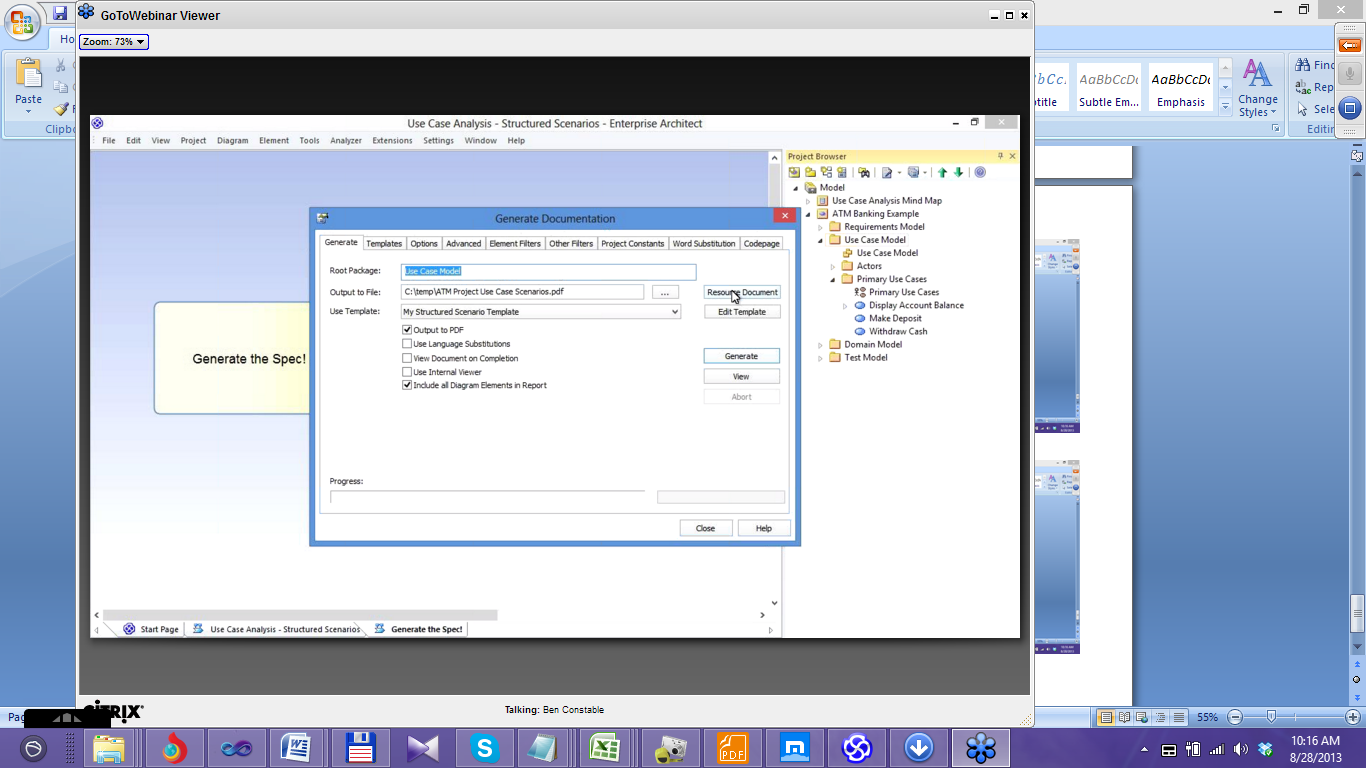 GoToWebinar Viewer
Zoom: 73%
Paste
AaBbCcDc AaBbCcDc
Subtle Em... Emphasis
Change
Styles
Use Case Analysis - Structured Scenarios - Enterprise Architect
File Edit View Project Diagram Element Tools Analyzer Extensions Settings Window Help
Project Browser
Model
Use Case Analysis Mind Map
ATM Banking Example
Requirements Model
Use Case Model
Use Case Model
Actors
Primary Use Cases
Primary Use Cases
Display Account Balance
Make Deposit
Withdraw Cash
Domain Model
Test Model
Generate the Spec!
Generate Documentation
Generate Templates Options Advanced Element Filters Other Filters Project Constants Word Substitution Codepage
Root Package: Use Case Model
Output to File: C:\temp\ATM Project Use Case Scenarios.pdf ... Resource Document
Use Template: My Structured Scenario Template Edit Template
Output to PDF
Use Language Substitutions
View Document on Completion
Use Internal Viewer
Include all Diagram Elements in Report
Generate
View
Abort
Progress:
Close Help
Start Page Use Case Analysis - Structured Scenarios Generate the Spec!
Talking: Ben Constable
55%
PDF
10:16 AM
8/28/2013